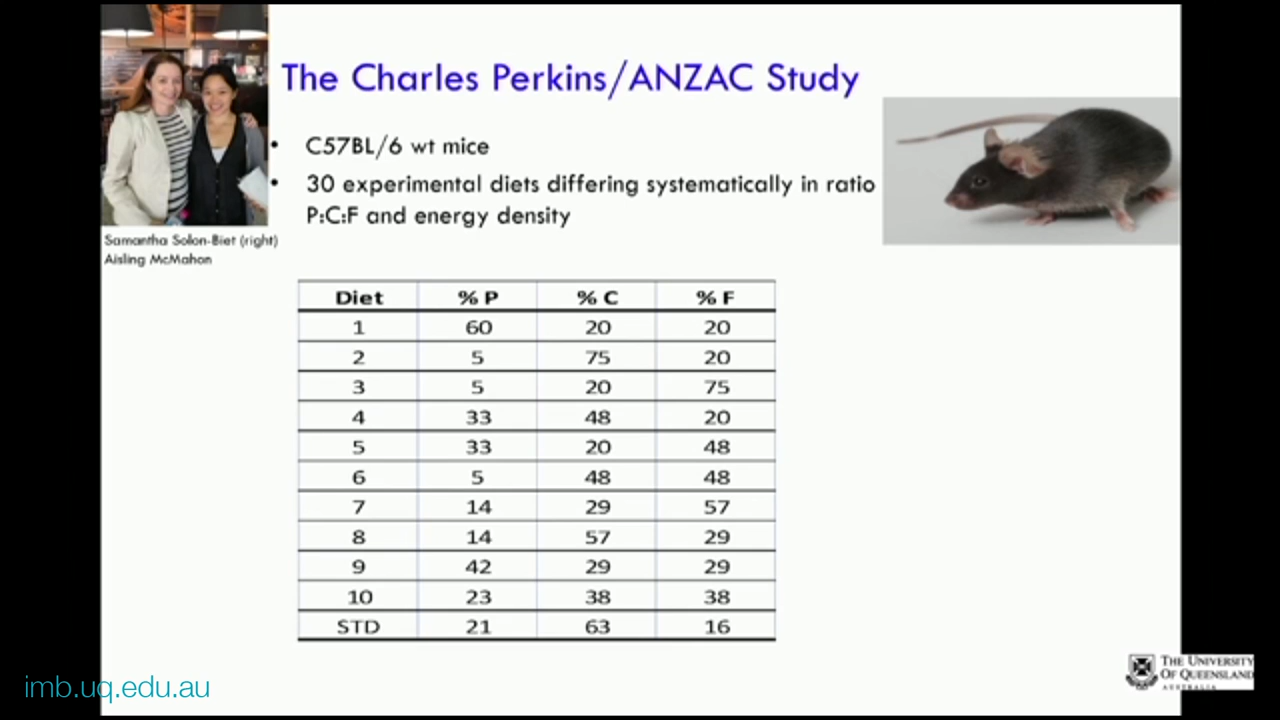 The Charles Perkins/ANZAC Study
• C57BL/6 wt mice
• 30 experimental diets differing systematically in ratio
P:C:F and energy density
Samantha Solon-Biet (right)
Aisling McMahon
Diet % P % C % F
1 60 20 20
2 5 75 20
3 5 20 75
4 33 48 20
5 33 20 48
6 5 48 48
7 14 29 57
8 14 57 29
9 42 29 29
10 23 38 38
STD 21 63 16
THE UNIVERSITY
OF QUEENSLAND
AUSTRALIA
imb.uq.edu.au